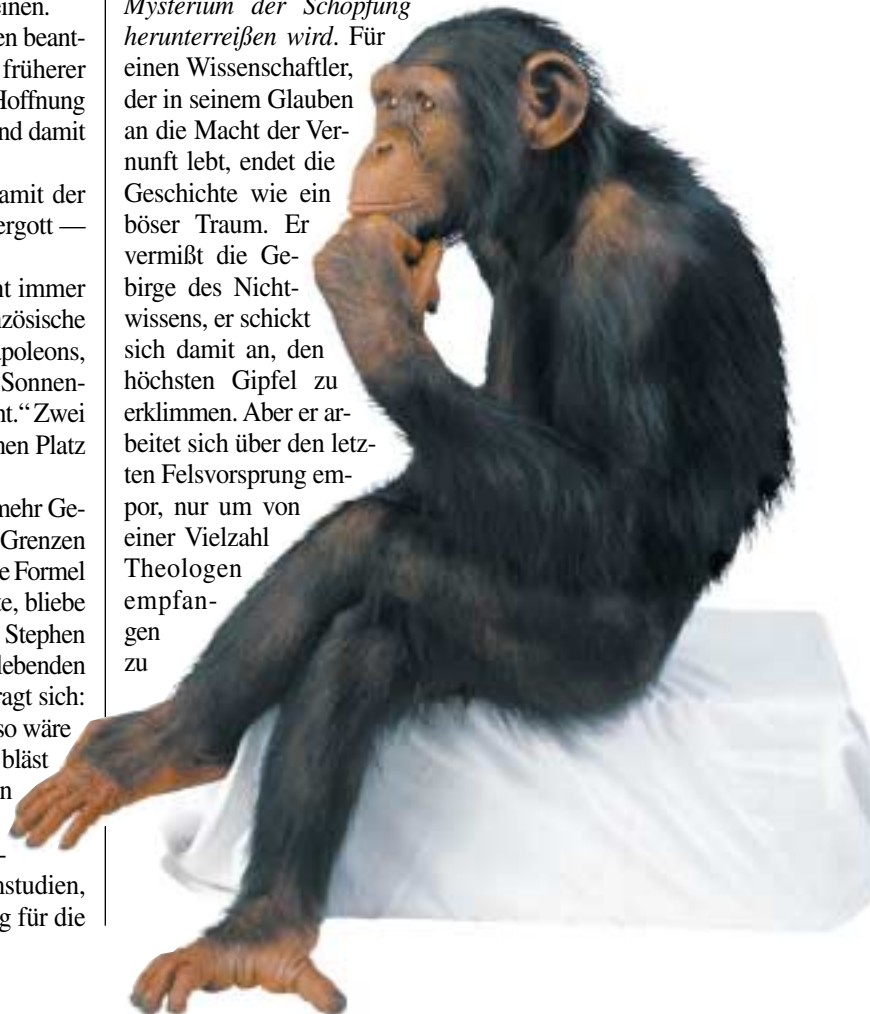 einen.
en beant-
früherer
Hoffnung
nd damit
amit der
ergott —
nt immer
nzösische
poleons,
Sonnen-
nt.“ Zwei
nen Platz
mehr Ge-
Grenzen
e Formel
te, bliebe
Stephen
lebenden
ragt sich:
so wäre
bläst
n
-
nstudien,
g für die
Mysterium der Schöpfung
herunterreißen wird. Für
einen Wissenschaftler,
der in seinem Glauben
an die Macht der Ver-
nunft lebt, endet die
Geschichte wie ein
böser Traum. Er
vermißt die Ge-
birge des Nicht-
wissens, er schickt
sich damit an, den
höchsten Gipfel zu
erklimmen. Aber er ar-
beitet sich über den letz-
ten Felsvorsprung em-
por, nur um von
einer Vielzahl
Theologen
empfan-
gen
zu